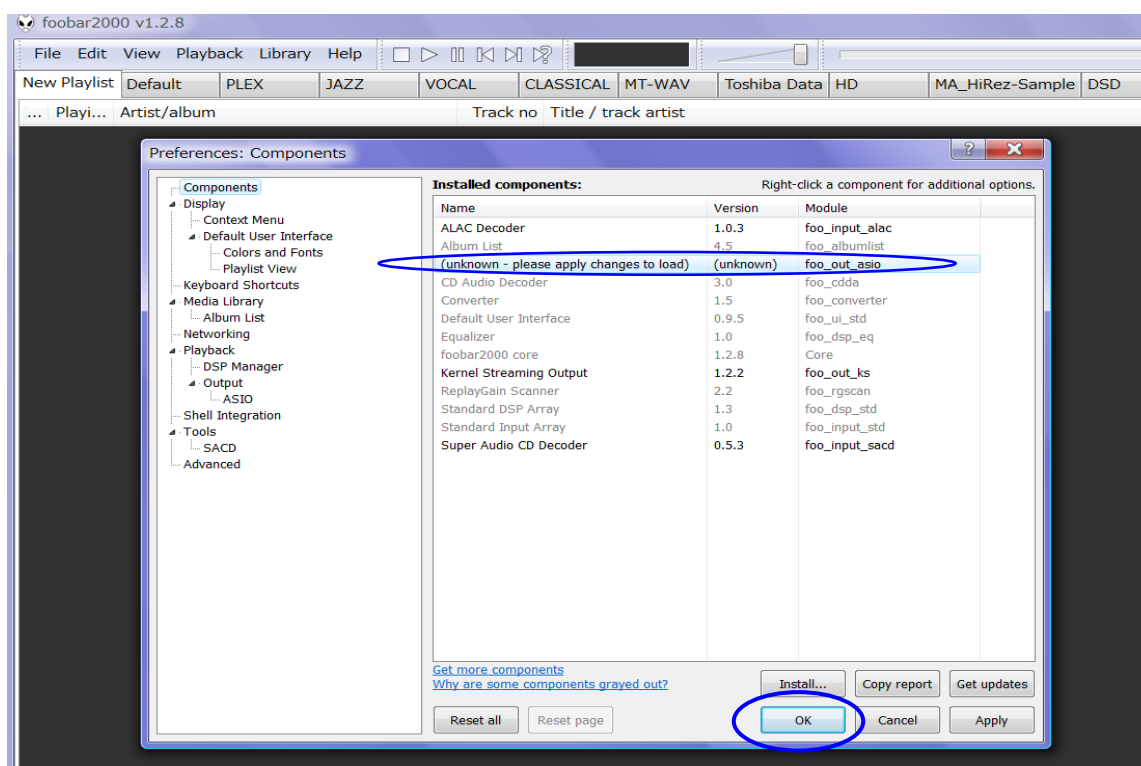 foobar2000 v1.2.8
File Edit View Playback Library Help
New Playlist Default PLEX JAZZ VOCAL CLASSICAL MT-WAV Toshiba Data HD MA_HiRez-Sample DSD
... Playi... Artist/album Track no Title / track artist
Preferences: Components
Components
Display
Context Menu
Default User Interface
Colors and Fonts
Playlist View
Keyboard Shortcuts
Media Library
Album List
Networking
Playback
DSP Manager
Output
ASIO
Shell Integration
Tools
SACD
Advanced
Installed components: Right-click a component for additional options.
Name Version Module
ALAC Decoder 1.0.3 foo_input_alac
Album List 4.5 foo_albumlist
(unknown - please apply changes to load) (unknown) foo_out_asio
CD Audio Decoder 3.0 foo_cdda
Converter 1.5 foo_converter
Default User Interface 0.9.5 foo_ui_std
Equalizer 1.0 foo_dsp_eq
foobar2000 core 1.2.8 Core
Kernel Streaming Output 1.2.2 foo_out_ks
ReplayGain Scanner 2.2 foo_rgscan
Standard DSP Array 1.3 foo_dsp_std
Standard Input Array 1.0 foo_input_std
Super Audio CD Decoder 0.5.3 foo_input_sacd
Get more components
Why are some components grayed out?
Install... Copy report Get updates
Reset all Reset page OK Cancel Apply